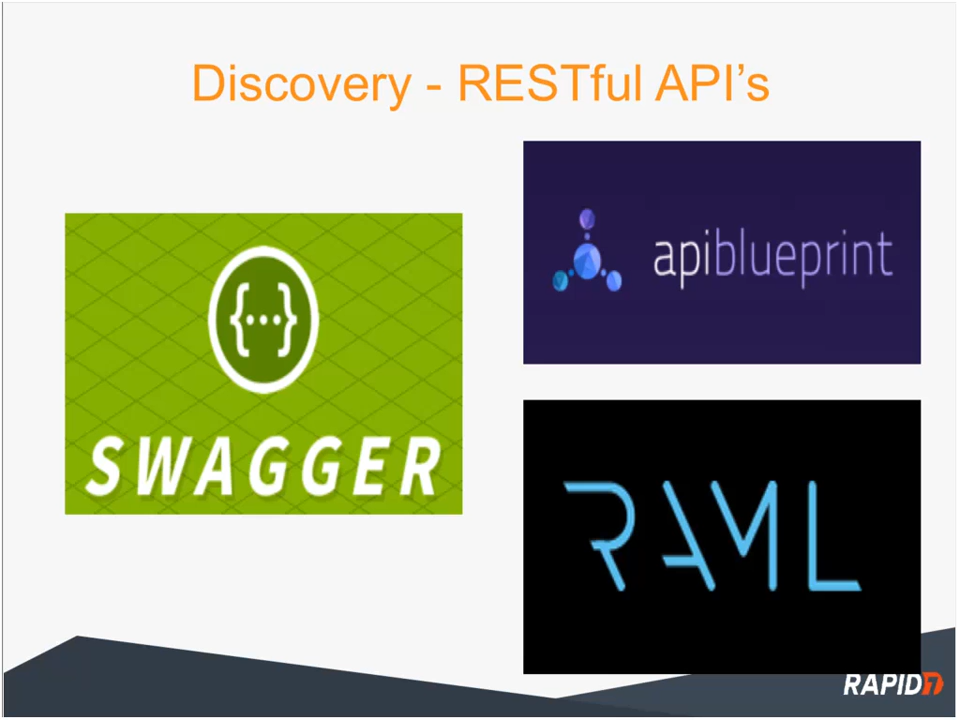 Discovery - RESTful API’s
{...}
SWAGGER
apiblueprint
RAML
RAPID7